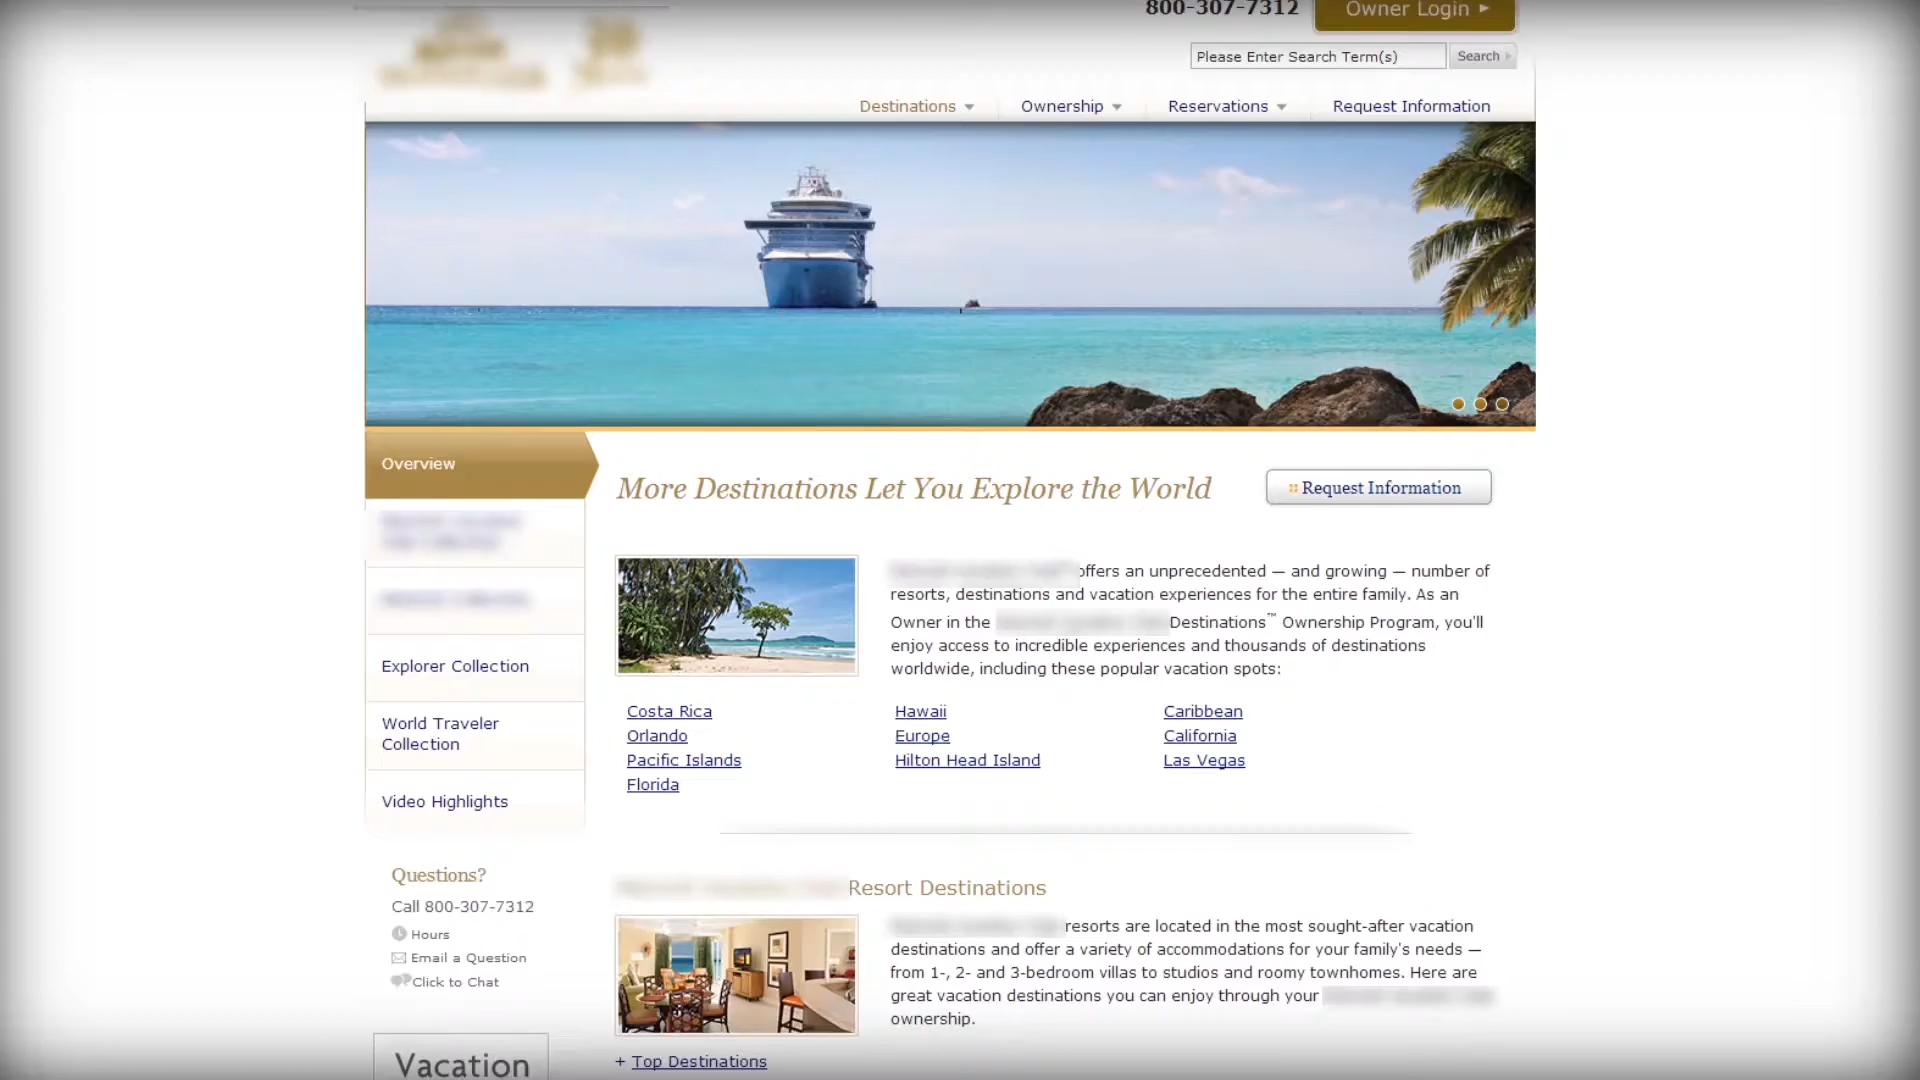 800-307-7312
Owner Login
Please Enter Search Term(s)
Search
Destinations
Ownership
Reservations
Request Information
Overview
Explorer Collection
World Traveler
Collection
Video Highlights
Questions?
Call 800-307-7312
Hours
Email a Question
Click to Chat
Vacation
More Destinations Let You Explore the World
Request Information
offers an unprecedented — and growing — number of
resorts, destinations and vacation experiences for the entire family. As an
Owner in the Destinations™ Ownership Program, you'll
enjoy access to incredible experiences and thousands of destinations
worldwide, including these popular vacation spots:
Costa Rica
Orlando
Pacific Islands
Florida
Hawaii
Europe
Hilton Head Island
Caribbean
California
Las Vegas
Resort Destinations
resorts are located in the most sought-after vacation
destinations and offer a variety of accommodations for your family's needs —
from 1-, 2- and 3-bedroom villas to studios and roomy townhomes. Here are
great vacation destinations you can enjoy through your
ownership.
+ Top Destinations